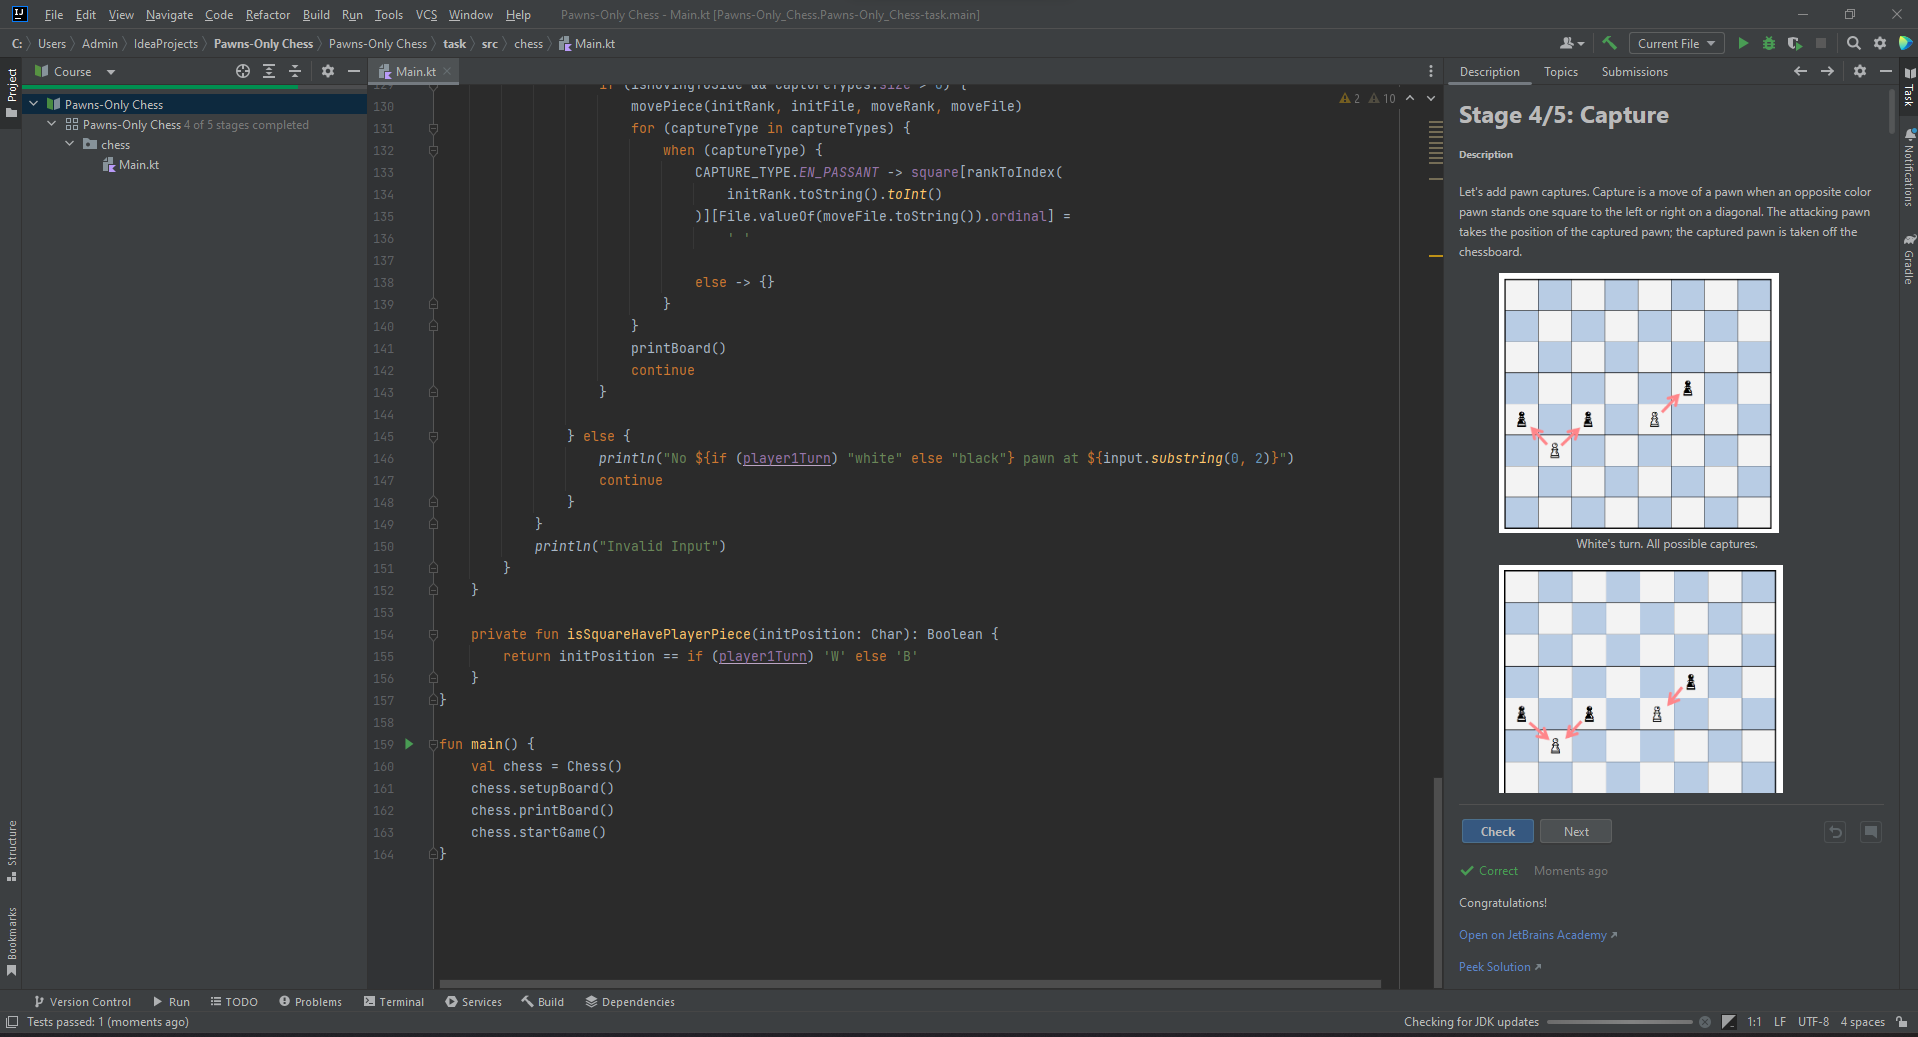 File Edit View Navigate Code Refactor Build Run Tools VCS Window Help Pawns-Only Chess - Main.kt [Pawns-Only_Chess.Pawns-Only_Chess-task.main]
C: Users Admin IdeaProjects Pawns-Only Chess Pawns-Only Chess task src chess Main.kt Current File
Project
Structure
Bookmarks
Course
Pawns-Only Chess
Pawns-Only Chess 4 of 5 stages completed
chess
Main.kt
Main.kt
2 10
129 if (isMovingToSide && captureTypes.size > 0) {
130 movePiece(initRank, initFile, moveRank, moveFile)
131 for (captureType in captureTypes) {
132 when (captureType) {
133 CAPTURE_TYPE.EN_PASSANT -> square[rankToIndex(
134 initRank.toString().toInt()
135 )][File.valueOf(moveFile.toString()).ordinal] =
136 ' '
137
138 else -> {}
139 }
140 }
141 printBoard()
142 continue
143 }
144
145 } else {
146 println("No ${if (player1Turn) "white" else "black"} pawn at ${input.substring(0, 2)}")
147 continue
148 }
149 }
150 println("Invalid Input")
151 }
152 }
153
154 private fun isSquareHavePlayerPiece(initPosition: Char): Boolean {
155 return initPosition == if (player1Turn) 'W' else 'B'
156 }
157 }
158
159 fun main() {
160 val chess = Chess()
161 chess.setupBoard()
162 chess.printBoard()
163 chess.startGame()
164 }
Description Topics Submissions
Stage 4/5: Capture
Description
Let's add pawn captures. Capture is a move of a pawn when an opposite color
pawn stands one square to the left or right on a diagonal. The attacking pawn
takes the position of the captured pawn; the captured pawn is taken off the
chessboard.
White's turn. All possible captures.
Check Next
Correct Moments ago
Congratulations!
Open on JetBrains Academy ↗
Peek Solution ↗
Task
Notifications
Gradle
Version Control Run TODO Problems Terminal Services Build Dependencies
Tests passed: 1 (moments ago) Checking for JDK updates 1:1 LF UTF-8 4 spaces